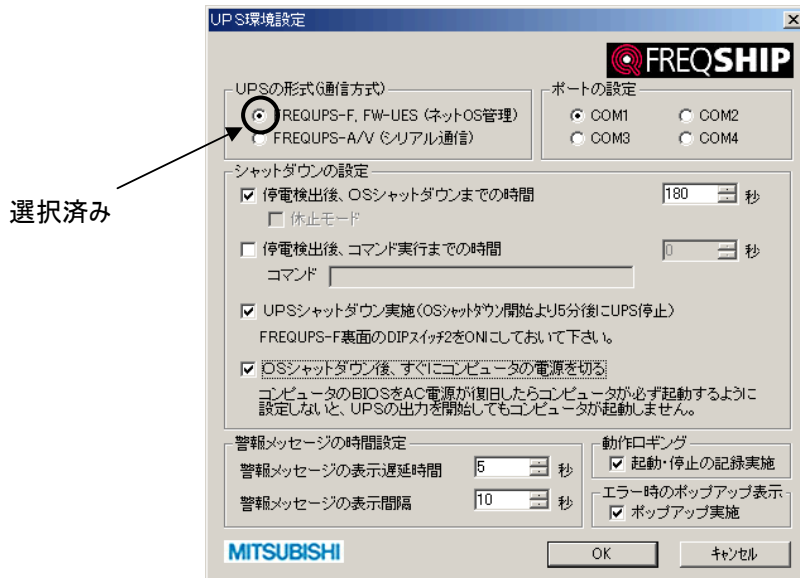 UPS環境設定
FREQSHIP
UPSの形式(通信方式)
FREQUPS-F, FW-UES (ネットOS管理)
FREQUPS-A/V (シリアル通信)
ポートの設定
COM1 COM2
COM3 COM4
選択済み
シャットダウンの設定
停電検出後、OSシャットダウンまでの時間 180 秒
休止モード
停電検出後、コマンド実行までの時間 0 秒
コマンド
UPSシャットダウン実施(OSシャットダウン開始より5分後にUPS停止)
FREQUPS-F裏面のDIPスイッチ2をONにしておいて下さい。
OSシャットダウン後、すぐにコンピュータの電源を切る
コンピュータのBIOSをAC電源が復旧したらコンピュータが必ず起動するように
設定しないと、UPSの出力を開始してもコンピュータが起動しません。
警報メッセージの時間設定
警報メッセージの表示遅延時間 5 秒
警報メッセージの表示間隔 10 秒
動作ロギング
起動・停止の記録実施
エラー時のポップアップ表示
ポップアップ実施
MITSUBISHI
OK キャンセル